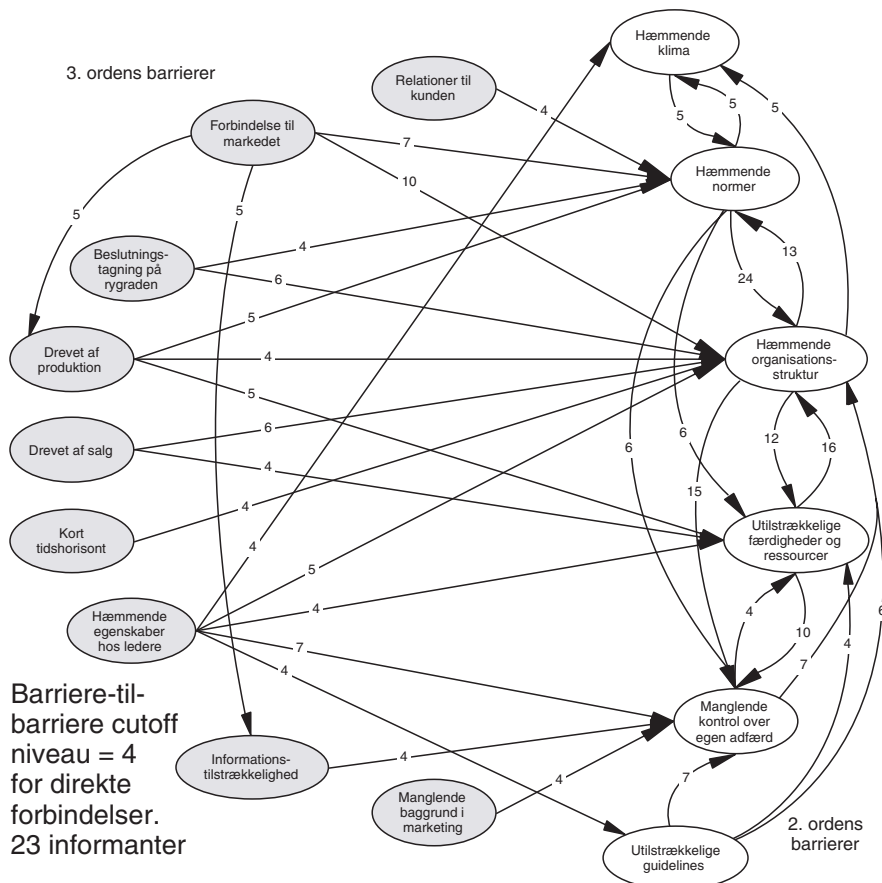 3. ordens barrierer
Hæmmende
klima
Relationer til
kunden
4
5
5
5
Forbindelse til
markedet
7
10
Hæmmende
normer
5
5
Beslutnings-
tagning på
rygraden
4
6
13
24
5
Drevet af
produktion
4
5
Hæmmende
organisations-
struktur
Drevet af salg
6
4
6
6
12
16
15
Kort
tidshorisont
4
4
5
Utilstrækkelige
færdigheder og
ressourcer
Hæmmende
egenskaber
hos ledere
4
7
4
4
10
7
4
6
Barriere-til-
barriere cutoff
niveau = 4
for direkte
forbindelser.
23 informanter
Informations-
tilstrækkelighed
4
Manglende
kontrol over
egen adfærd
Manglende
baggrund i
marketing
4
7
Utilstrækkelige
guidelines
2. ordens
barrierer